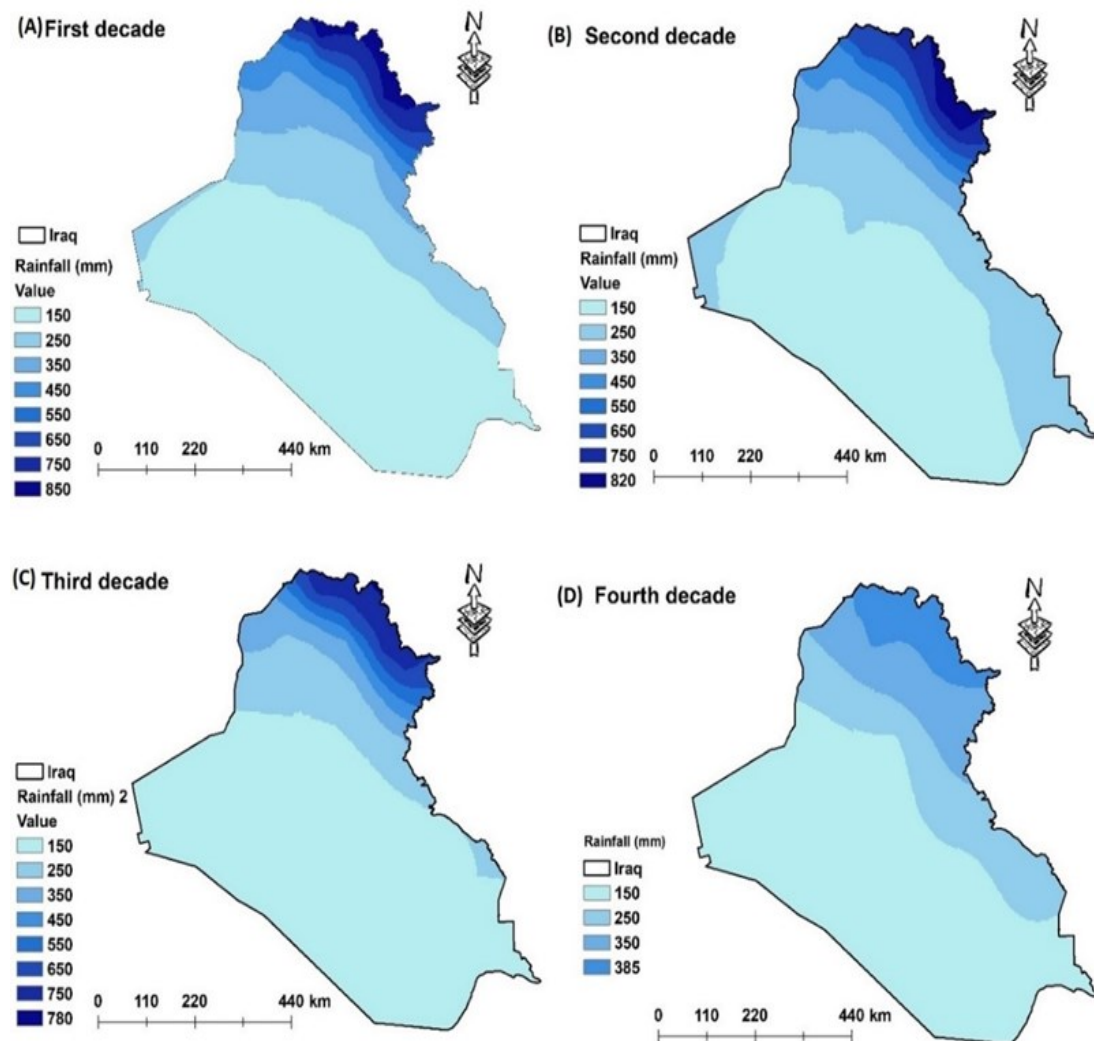 (A) First decade
N
Iraq
Rainfall (mm)
Value
150
250
350
450
550
650
750
850
0 110 220 440 km
(B) Second decade
N
Iraq
Rainfall (mm)
Value
150
250
350
450
550
650
750
820
0 110 220 440 km
(C) Third decade
N
Iraq
Rainfall (mm) 2
Value
150
250
350
450
550
650
750
780
0 110 220 440 km
(D) Fourth decade
N
Rainfall (mm)
Iraq
150
250
350
385
0 110 220 440 km